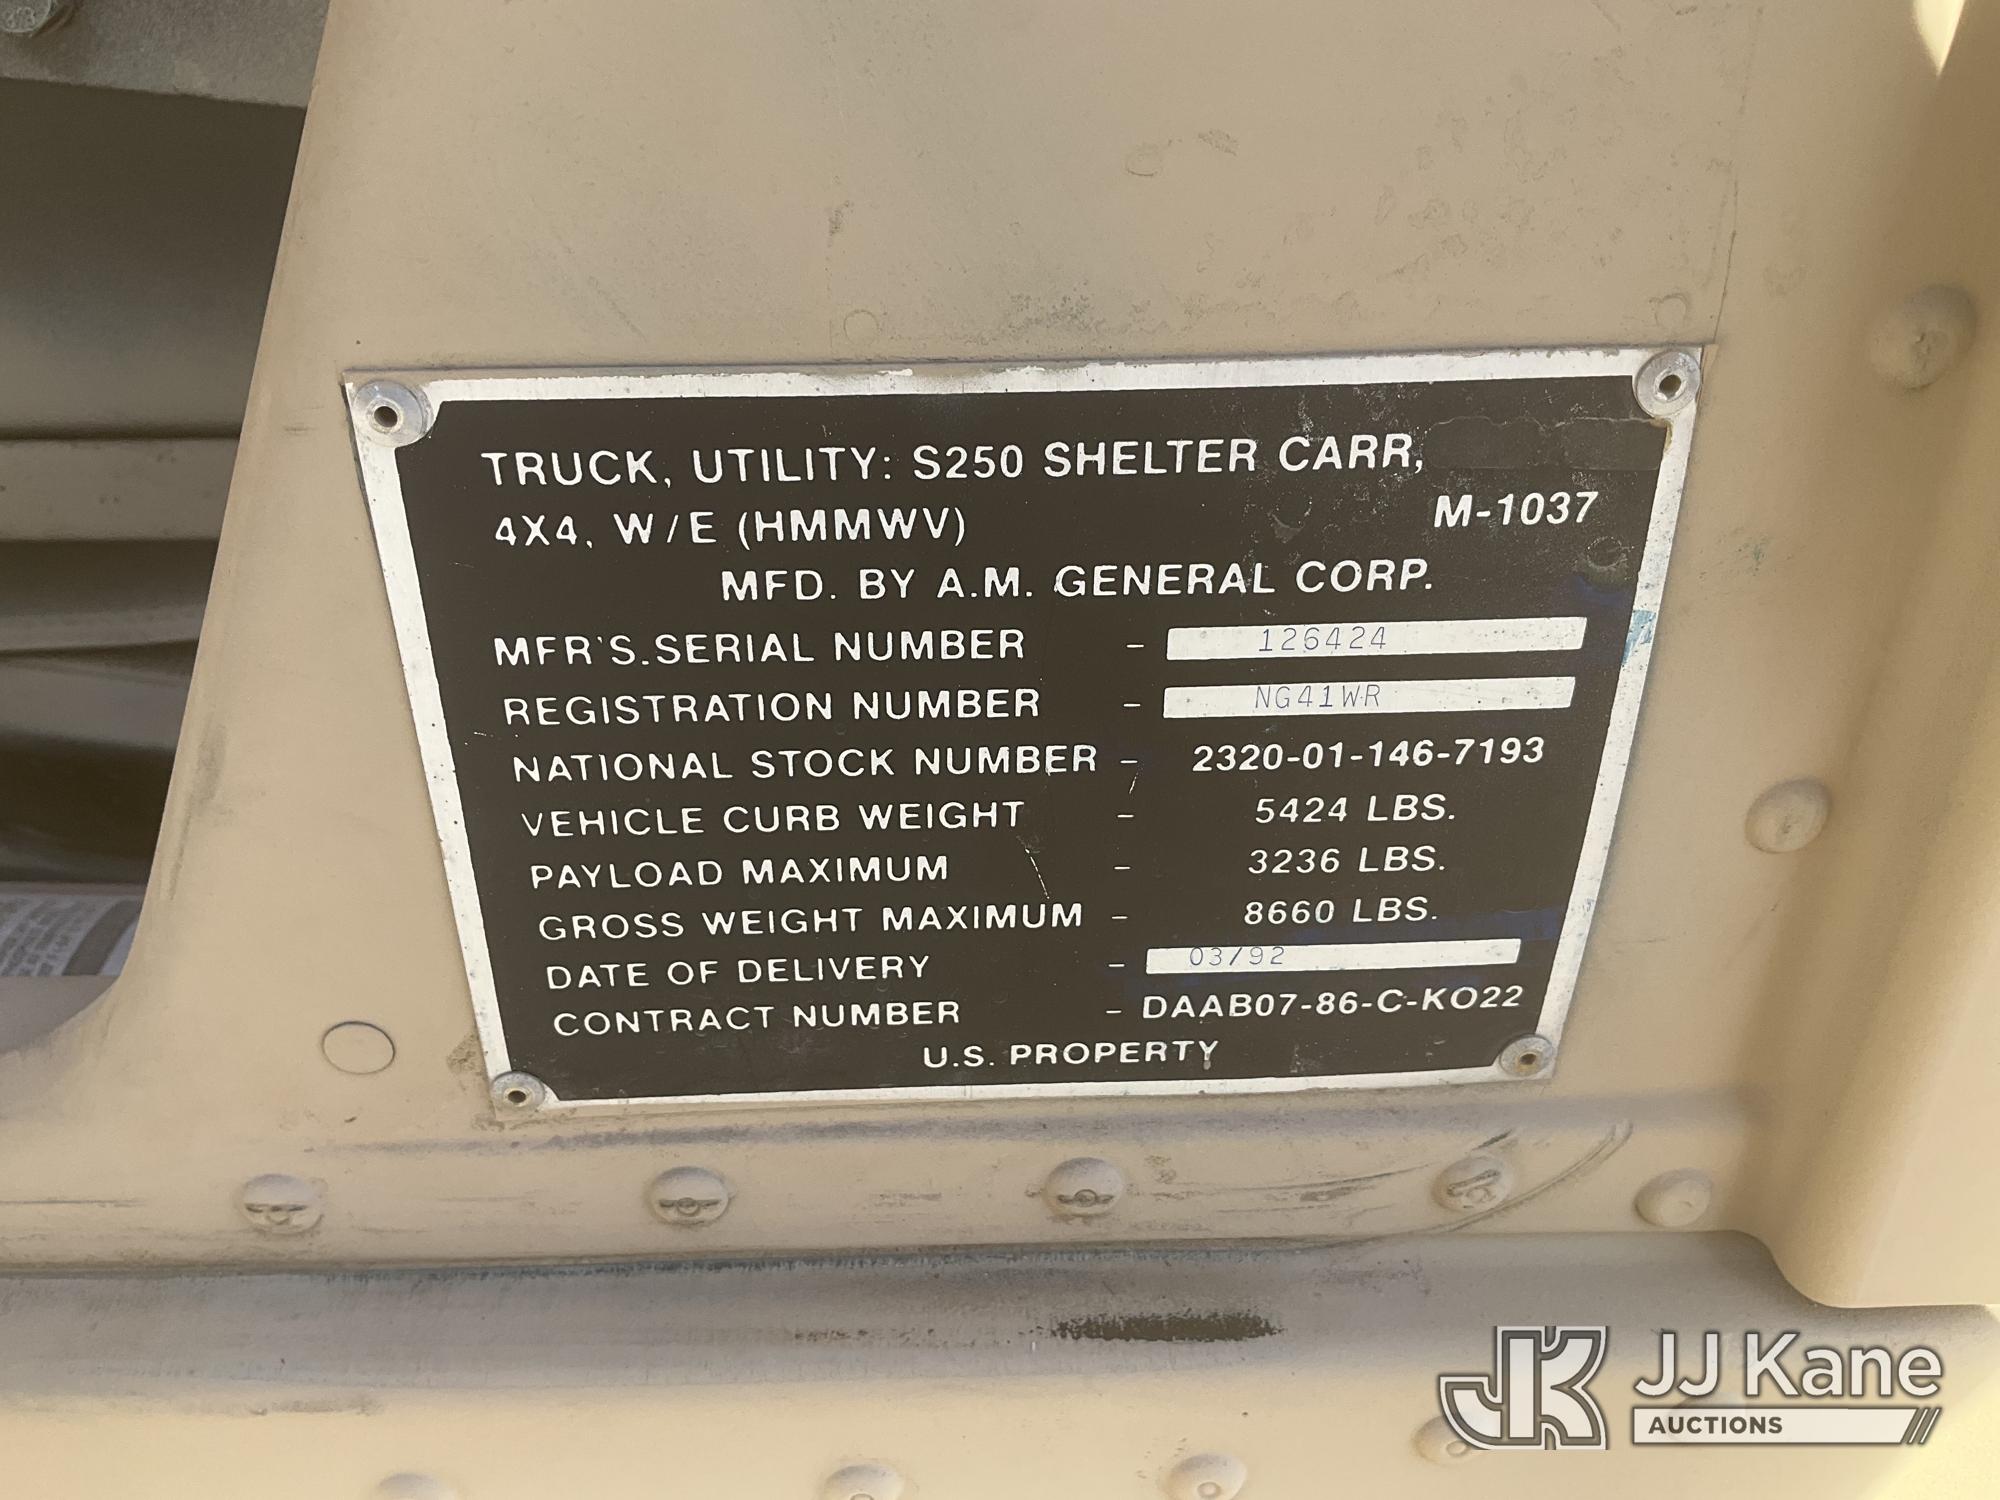 TRUCK, UTILITY: S250 SHELTER CARR,
4X4, W/E (HMMWV) M-1037
MFD. BY A.M. GENERAL CORP.
MFR'S.SERIAL NUMBER - 126424
REGISTRATION NUMBER - NG41WR
NATIONAL STOCK NUMBER - 2320-01-146-7193
VEHICLE CURB WEIGHT - 5424 LBS.
PAYLOAD MAXIMUM - 3236 LBS.
GROSS WEIGHT MAXIMUM - 8660 LBS.
DATE OF DELIVERY - 03/92
CONTRACT NUMBER - DAAB07-86-C-KO22
U.S. PROPERTY
JK JJ Kane
AUCTIONS